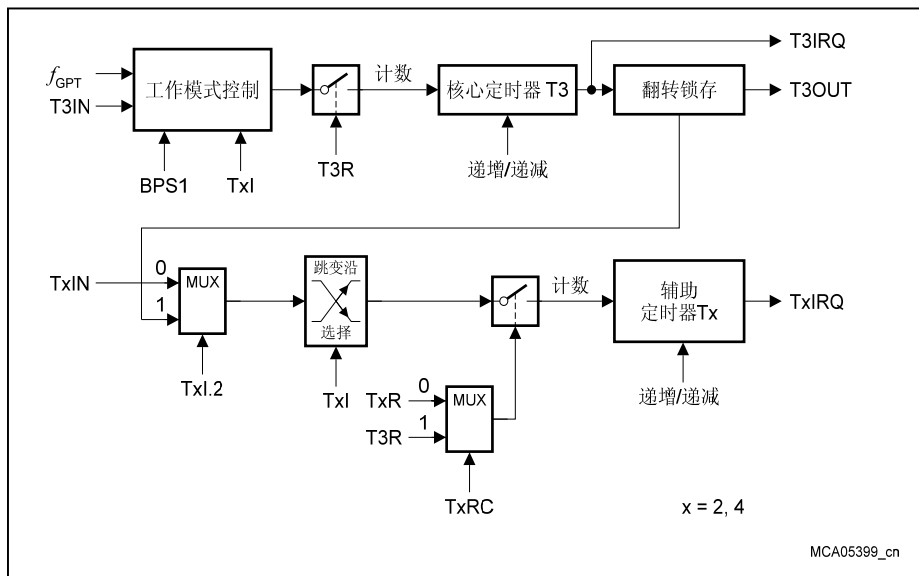 T3IRQ
fGPT
T3IN
工作模式控制
计数
核心定时器 T3
翻转锁存
T3OUT
BPS1
TxI
T3R
递增/递减
TxIN
0
1
MUX
跳变沿
选择
计数
辅助
定时器Tx
TxIRQ
TxI.2
TxI
TxR
0
T3R
1
MUX
递增/递减
TxRC
x = 2, 4
MCA05399_cn